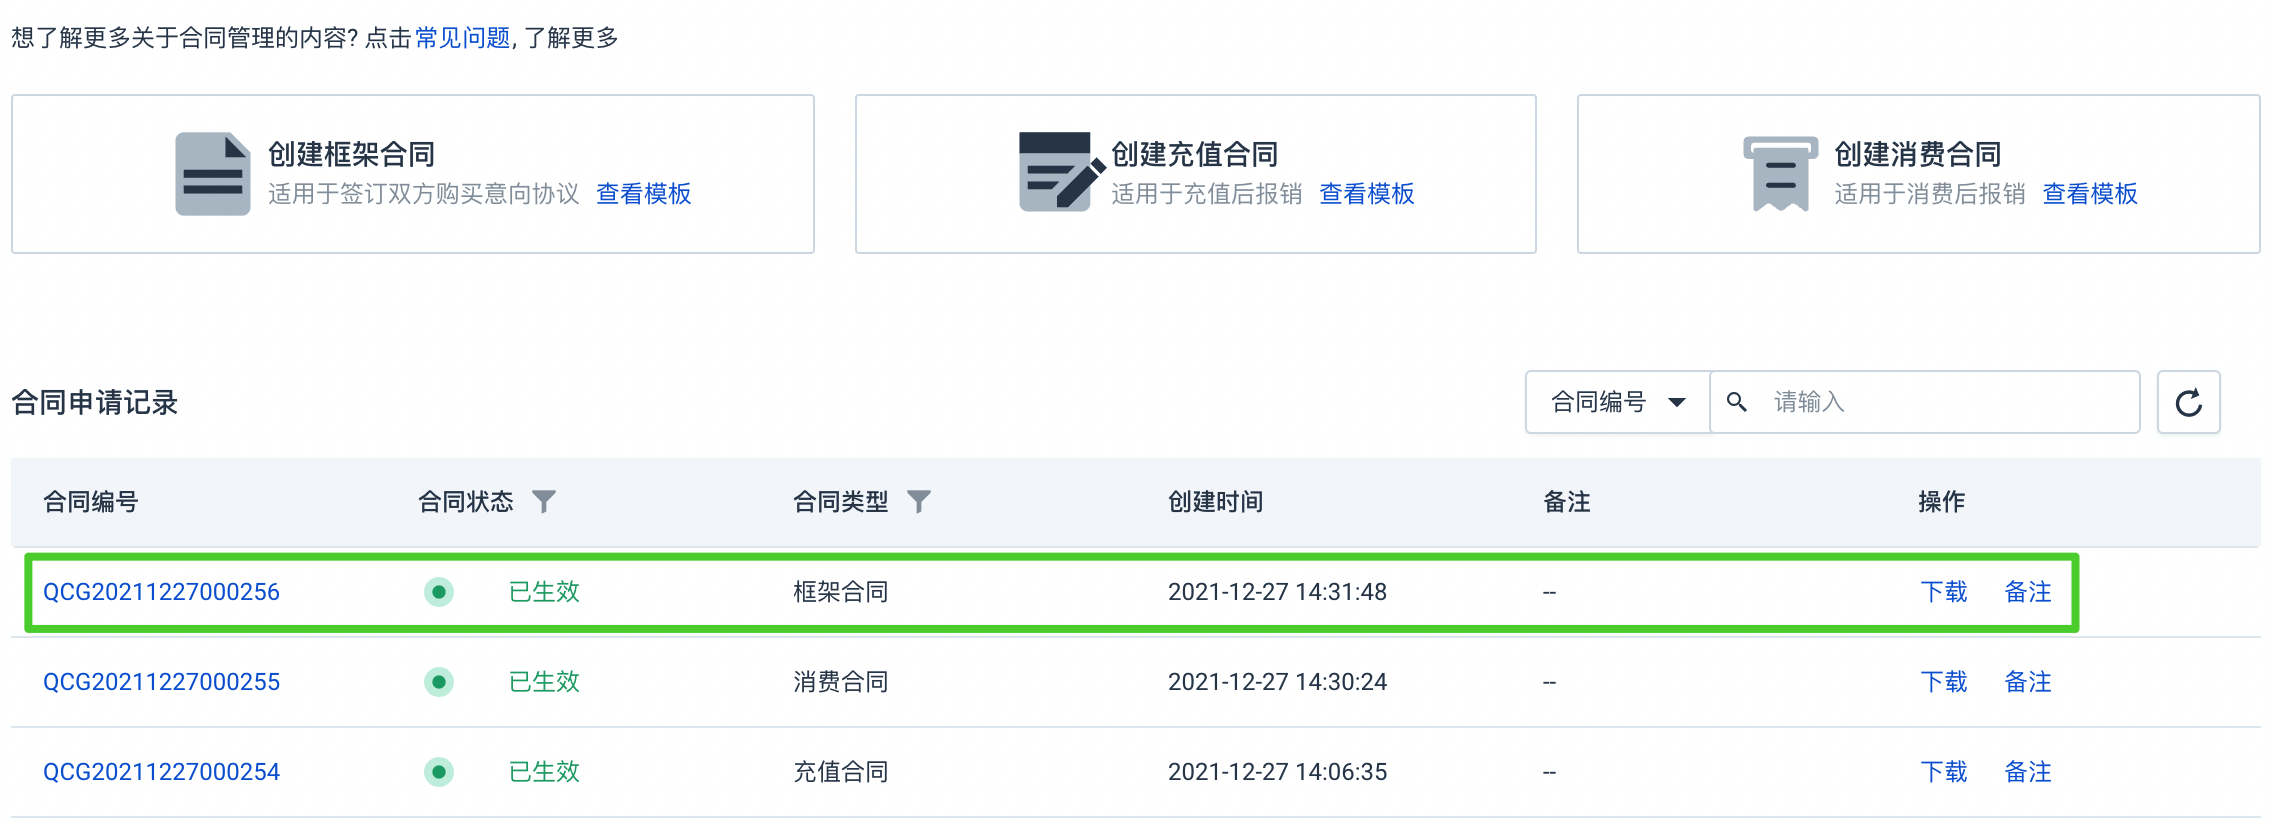 想了解更多关于合同管理的内容? 点击常见问题, 了解更多
创建框架合同
适用于签订双方购买意向协议 查看模板
创建充值合同
适用于充值后报销 查看模板
创建消费合同
适用于消费后报销 查看模板
合同申请记录
合同编号 请输入
合同编号 合同状态 合同类型 创建时间 备注 操作
QCG20211227000256 已生效 框架合同 2021-12-27 14:31:48 -- 下载 备注
QCG20211227000255 已生效 消费合同 2021-12-27 14:30:24 -- 下载 备注
QCG20211227000254 已生效 充值合同 2021-12-27 14:06:35 -- 下载 备注